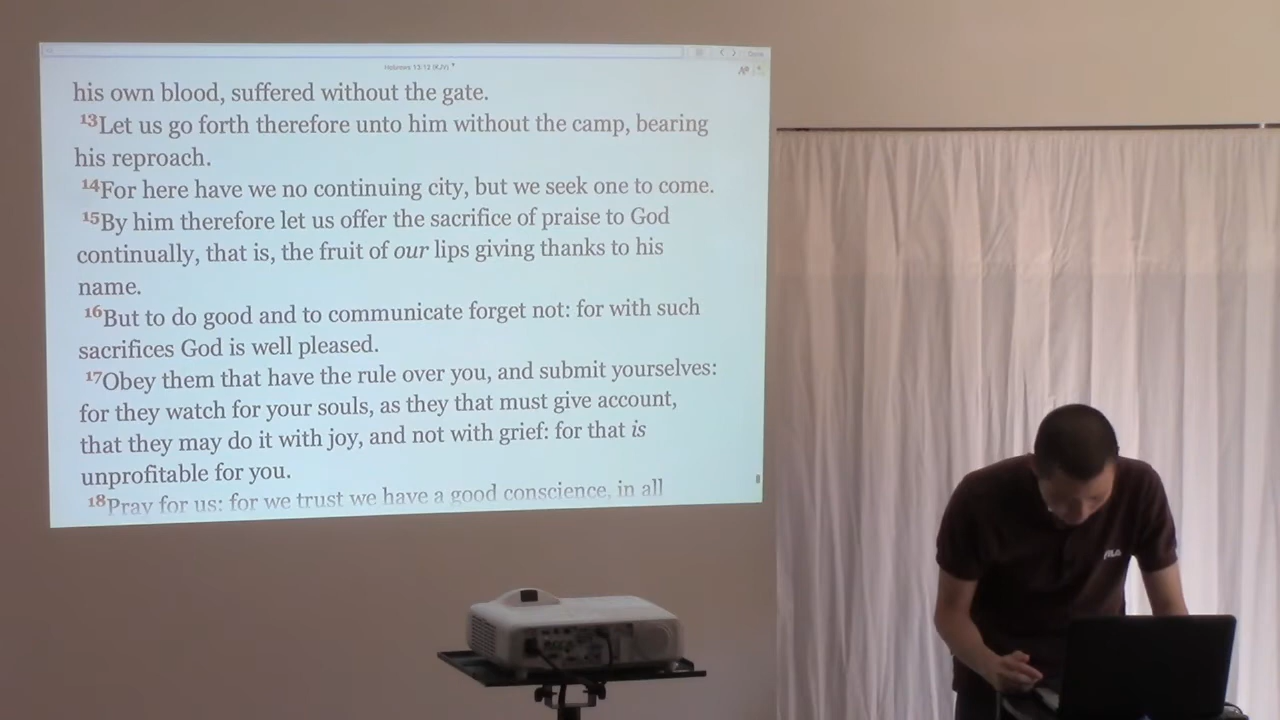 Hebrews 13:12 (KJV)
his own blood, suffered without the gate.
13Let us go forth therefore unto him without the camp, bearing
his reproach.
14For here have we no continuing city, but we seek one to come.
15By him therefore let us offer the sacrifice of praise to God
continually, that is, the fruit of our lips giving thanks to his
name.
16But to do good and to communicate forget not: for with such
sacrifices God is well pleased.
17Obey them that have the rule over you, and submit yourselves:
for they watch for your souls, as they that must give account,
that they may do it with joy, and not with grief: for that is
unprofitable for you.
18Pray for us: for we trust we have a good conscience, in all
FILA